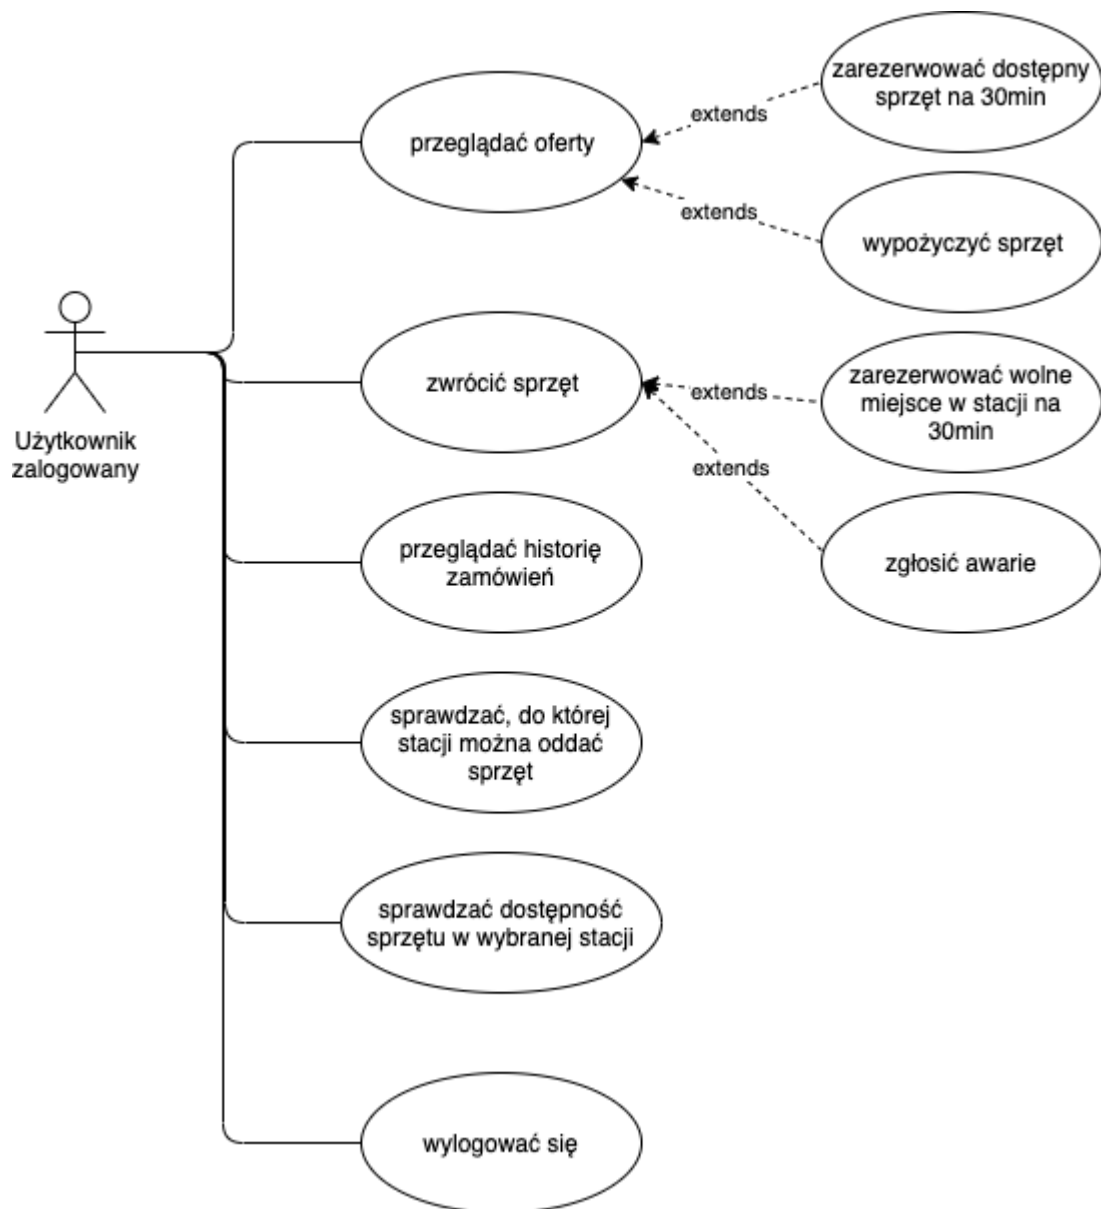 zarezerwować dostępny
sprzęt na 30min
extends
przeglądać oferty
extends
wypożyczyć sprzęt
Użytkownik
zalogowany
zwrócić sprzęt
extends
zarezerwować wolne
miejsce w stacji na
30min
extends
zgłosić awarie
przeglądać historię
zamówień
sprawdzać, do której
stacji można oddać
sprzęt
sprawdzać dostępność
sprzętu w wybranej stacji
wylogować się